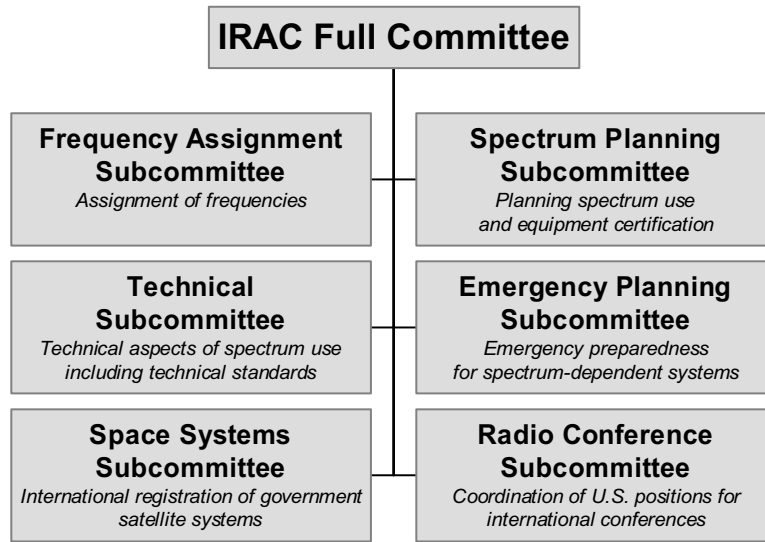 IRAC Full Committee
Frequency Assignment
Subcommittee
Assignment of frequencies
Spectrum Planning
Subcommittee
Planning spectrum use
and equipment certification
Technical
Subcommittee
Technical aspects of spectrum use
including technical standards
Emergency Planning
Subcommittee
Emergency preparedness
for spectrum-dependent systems
Space Systems
Subcommittee
International registration of government
satellite systems
Radio Conference
Subcommittee
Coordination of U.S. positions for
international conferences